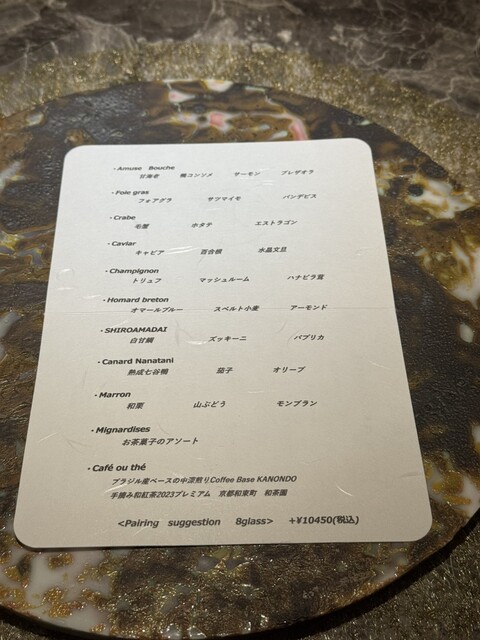 ・Amuse Bouche
甘海老 鴨コンソメ サーモン ブレザオラ
・Foie gras
フォアグラ サツマイモ パンデピス
・Crabe
毛蟹 ホタテ エストラゴン
・Caviar
キャビア 百合根 水晶文旦
・Champignon
トリュフ マッシュルーム ハナビラ茸
・Homard breton
オマールブルー スペルト小麦 アーモンド
・SHIROAMADAI
白甘鯛 ズッキーニ パプリカ
・Canard Nanatani
熟成七谷鴨 茄子 オリーブ
・Marron
和栗 山ぶどう モンブラン
・Mignardises
お茶菓子のアソート
・Café ou thé
ブラジル産ベースの中深煎りCoffee Base KANONDO
手摘み和紅茶2023プレミアム 京都和束町 和茶園
<Pairing suggestion 8glass> +¥10450(税込)